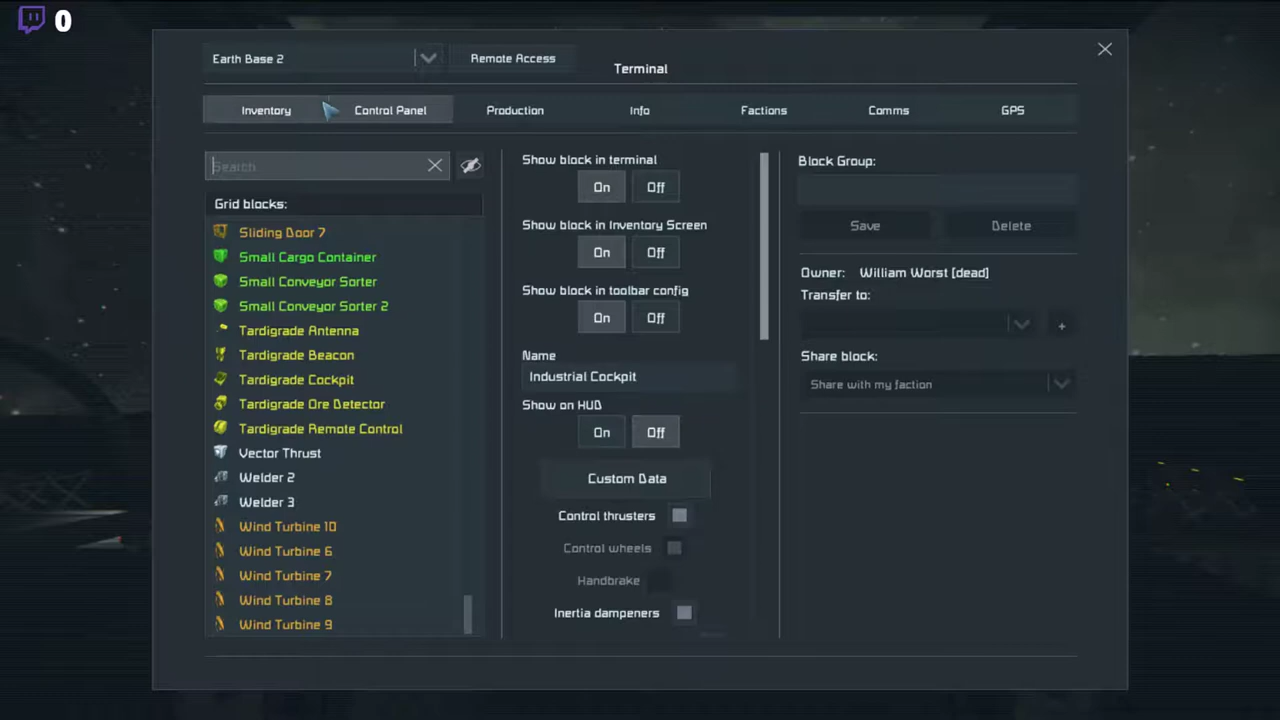 0
Earth Base 2
Remote Access
Terminal
Inventory
Control Panel
Production
Info
Factions
Comms
GPS
Search
Grid blocks:
Sliding Door 7
Small Cargo Container
Small Conveyor Sorter
Small Conveyor Sorter 2
Tardigrade Antenna
Tardigrade Beacon
Tardigrade Cockpit
Tardigrade Ore Detector
Tardigrade Remote Control
Vector Thrust
Welder 2
Welder 3
Wind Turbine 10
Wind Turbine 6
Wind Turbine 7
Wind Turbine 8
Wind Turbine 9
Show block in terminal
On Off
Show block in Inventory Screen
On Off
Show block in toolbar config
On Off
Name
Industrial Cockpit
Show on HUD
On Off
Custom Data
Control thrusters
Control wheels
Handbrake
Inertia dampeners
Block Group:
Save
Delete
Owner: William Worst [dead]
Transfer to:
+
Share block:
Share with my faction